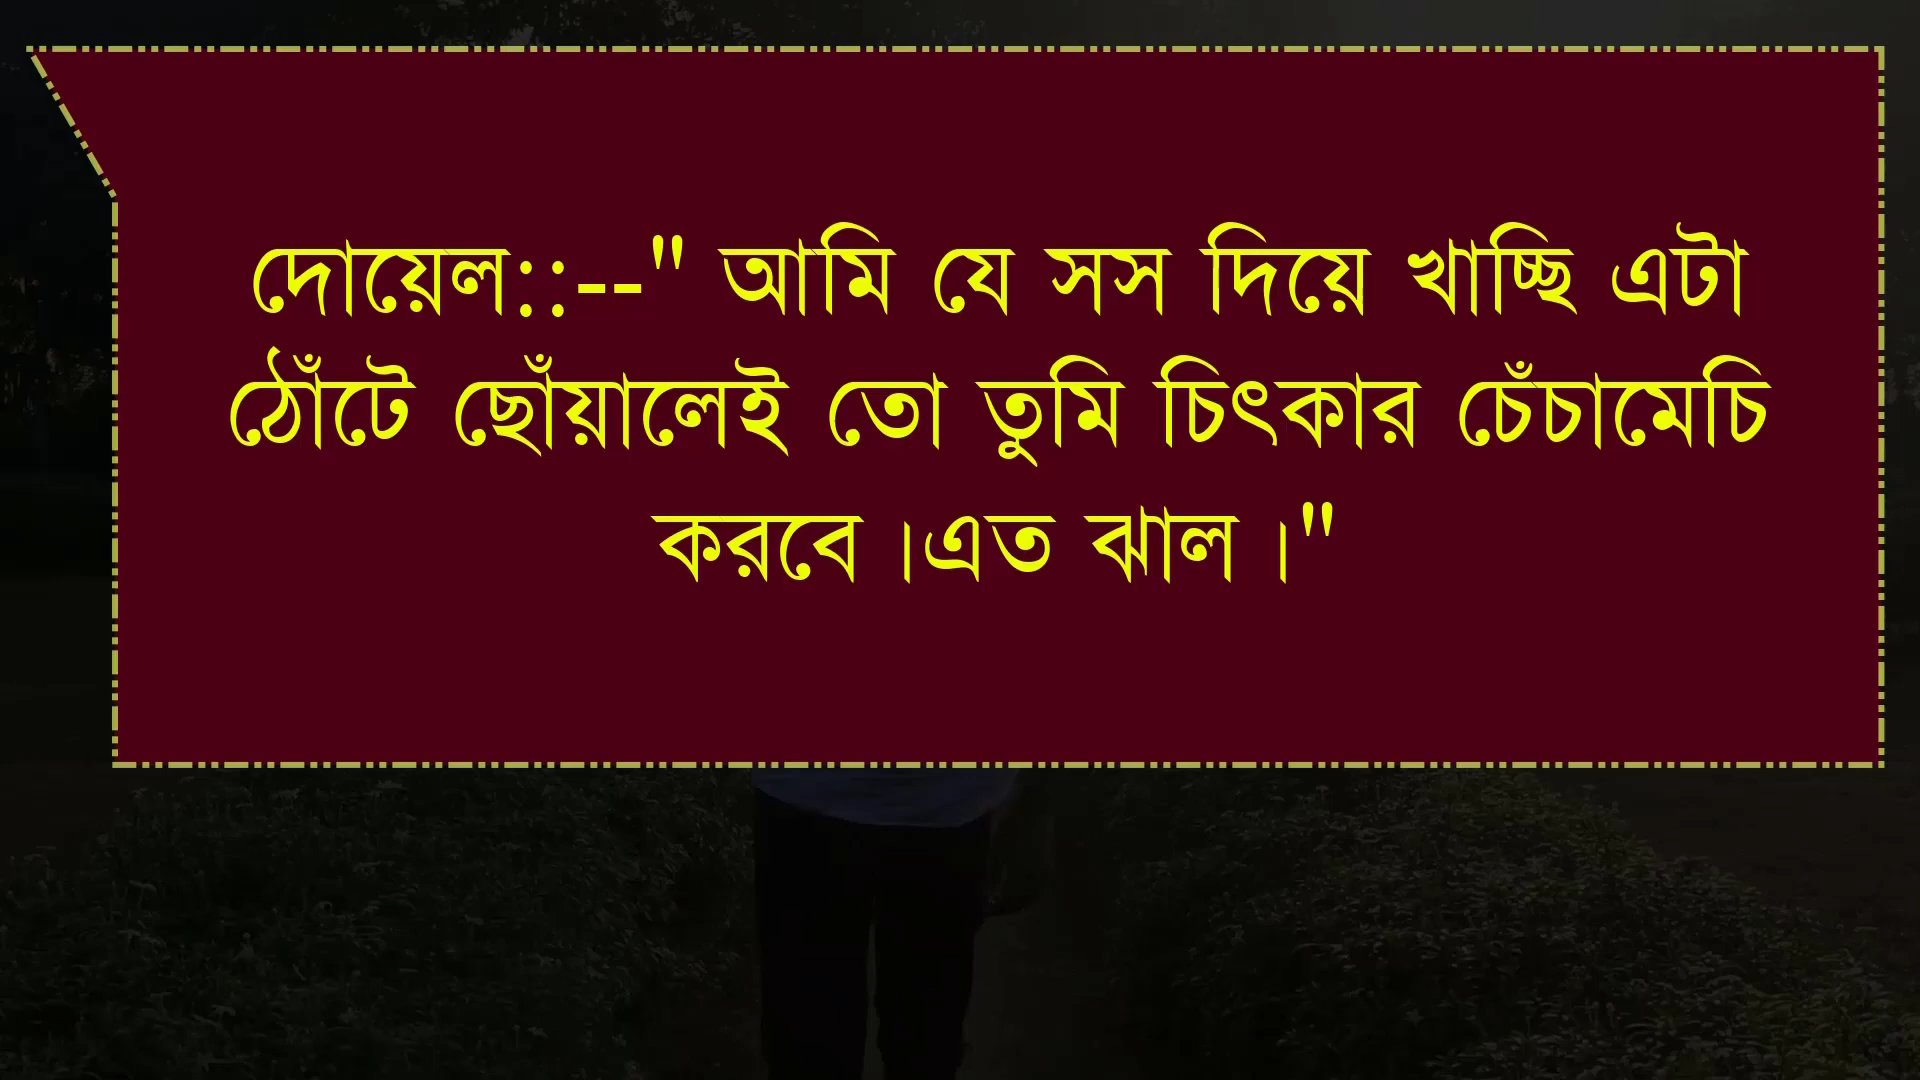 দোয়েল::--" আমি যে সস দিয়ে খাচ্ছি এটা
ঠোঁটে ছোঁয়ালেই তো তুমি চিৎকার চেঁচামেচি
করবে।এত ঝাল।"